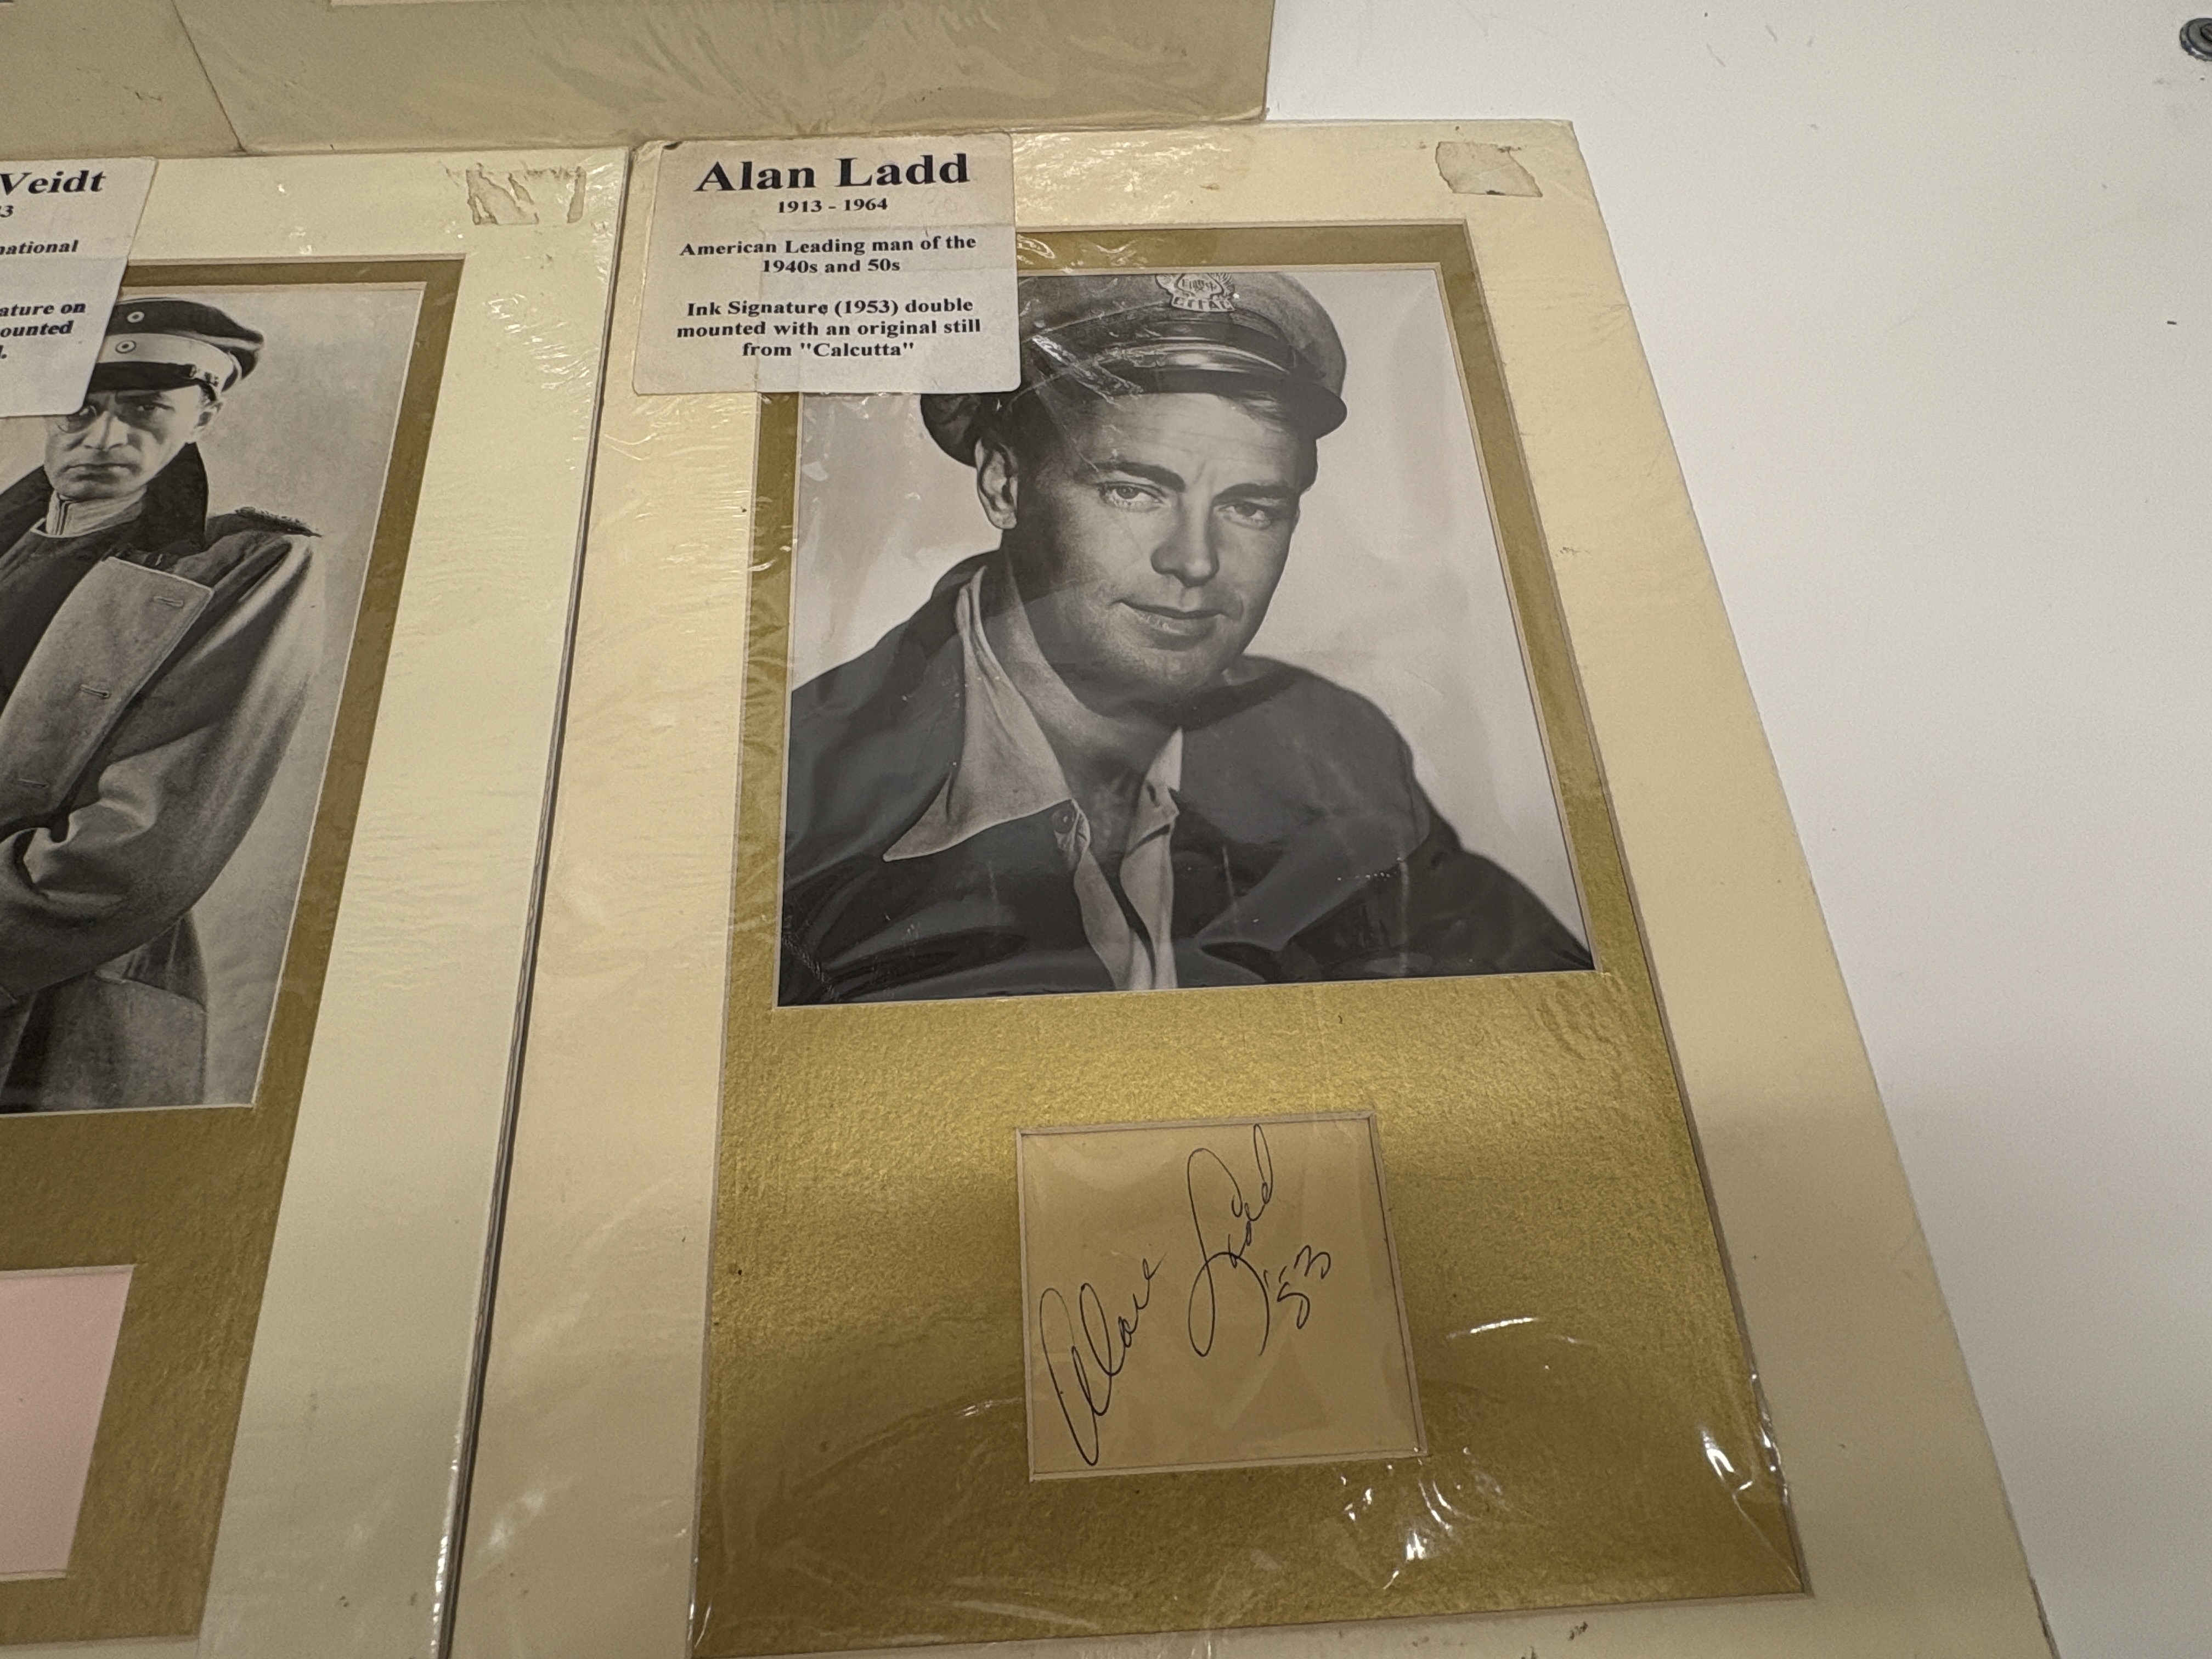 Veidt
3
national
ature on
ounted
l.
Alan Ladd
1913 - 1964
American Leading man of the
1940s and 50s
Ink Signature (1953) double
mounted with an original still
from "Calcutta"
Alan Ladd
'53